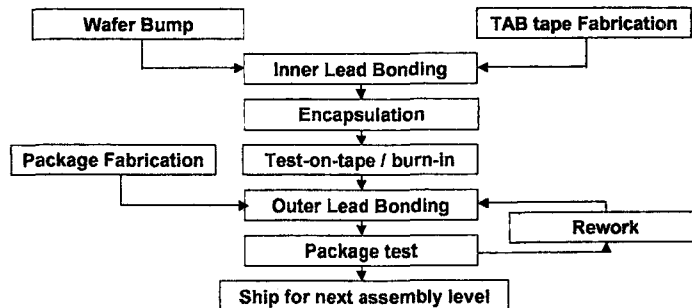 Wafer Bump
TAB tape Fabrication
Inner Lead Bonding
Encapsulation
Package Fabrication
Test-on-tape / burn-in
Outer Lead Bonding
Rework
Package test
Ship for next assembly level